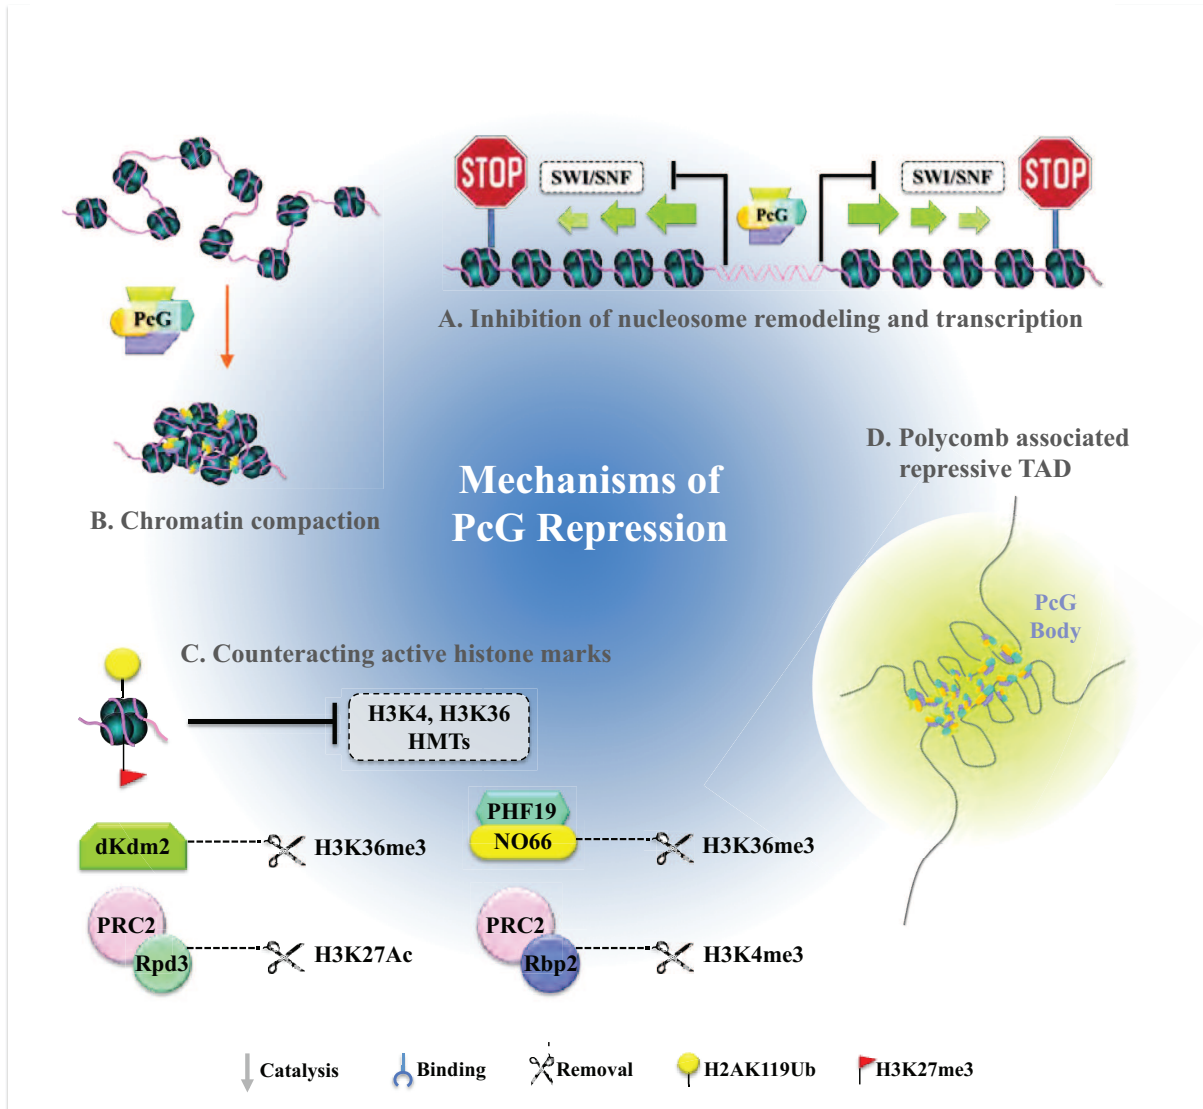 STOP
SWI/SNF
PcG
SWI/SNF
STOP
A. Inhibition of nucleosome remodeling and transcription
PcG
B. Chromatin compaction
Mechanisms of
PcG Repression
D. Polycomb associated
repressive TAD
PcG
Body
C. Counteracting active histone marks
H3K4, H3K36
HMTs
dKdm2
H3K36me3
PHF19
NO66
H3K36me3
PRC2
Rpd3
H3K27Ac
PRC2
Rbp2
H3K4me3
Catalysis
Binding
Removal
H2AK119Ub
H3K27me3